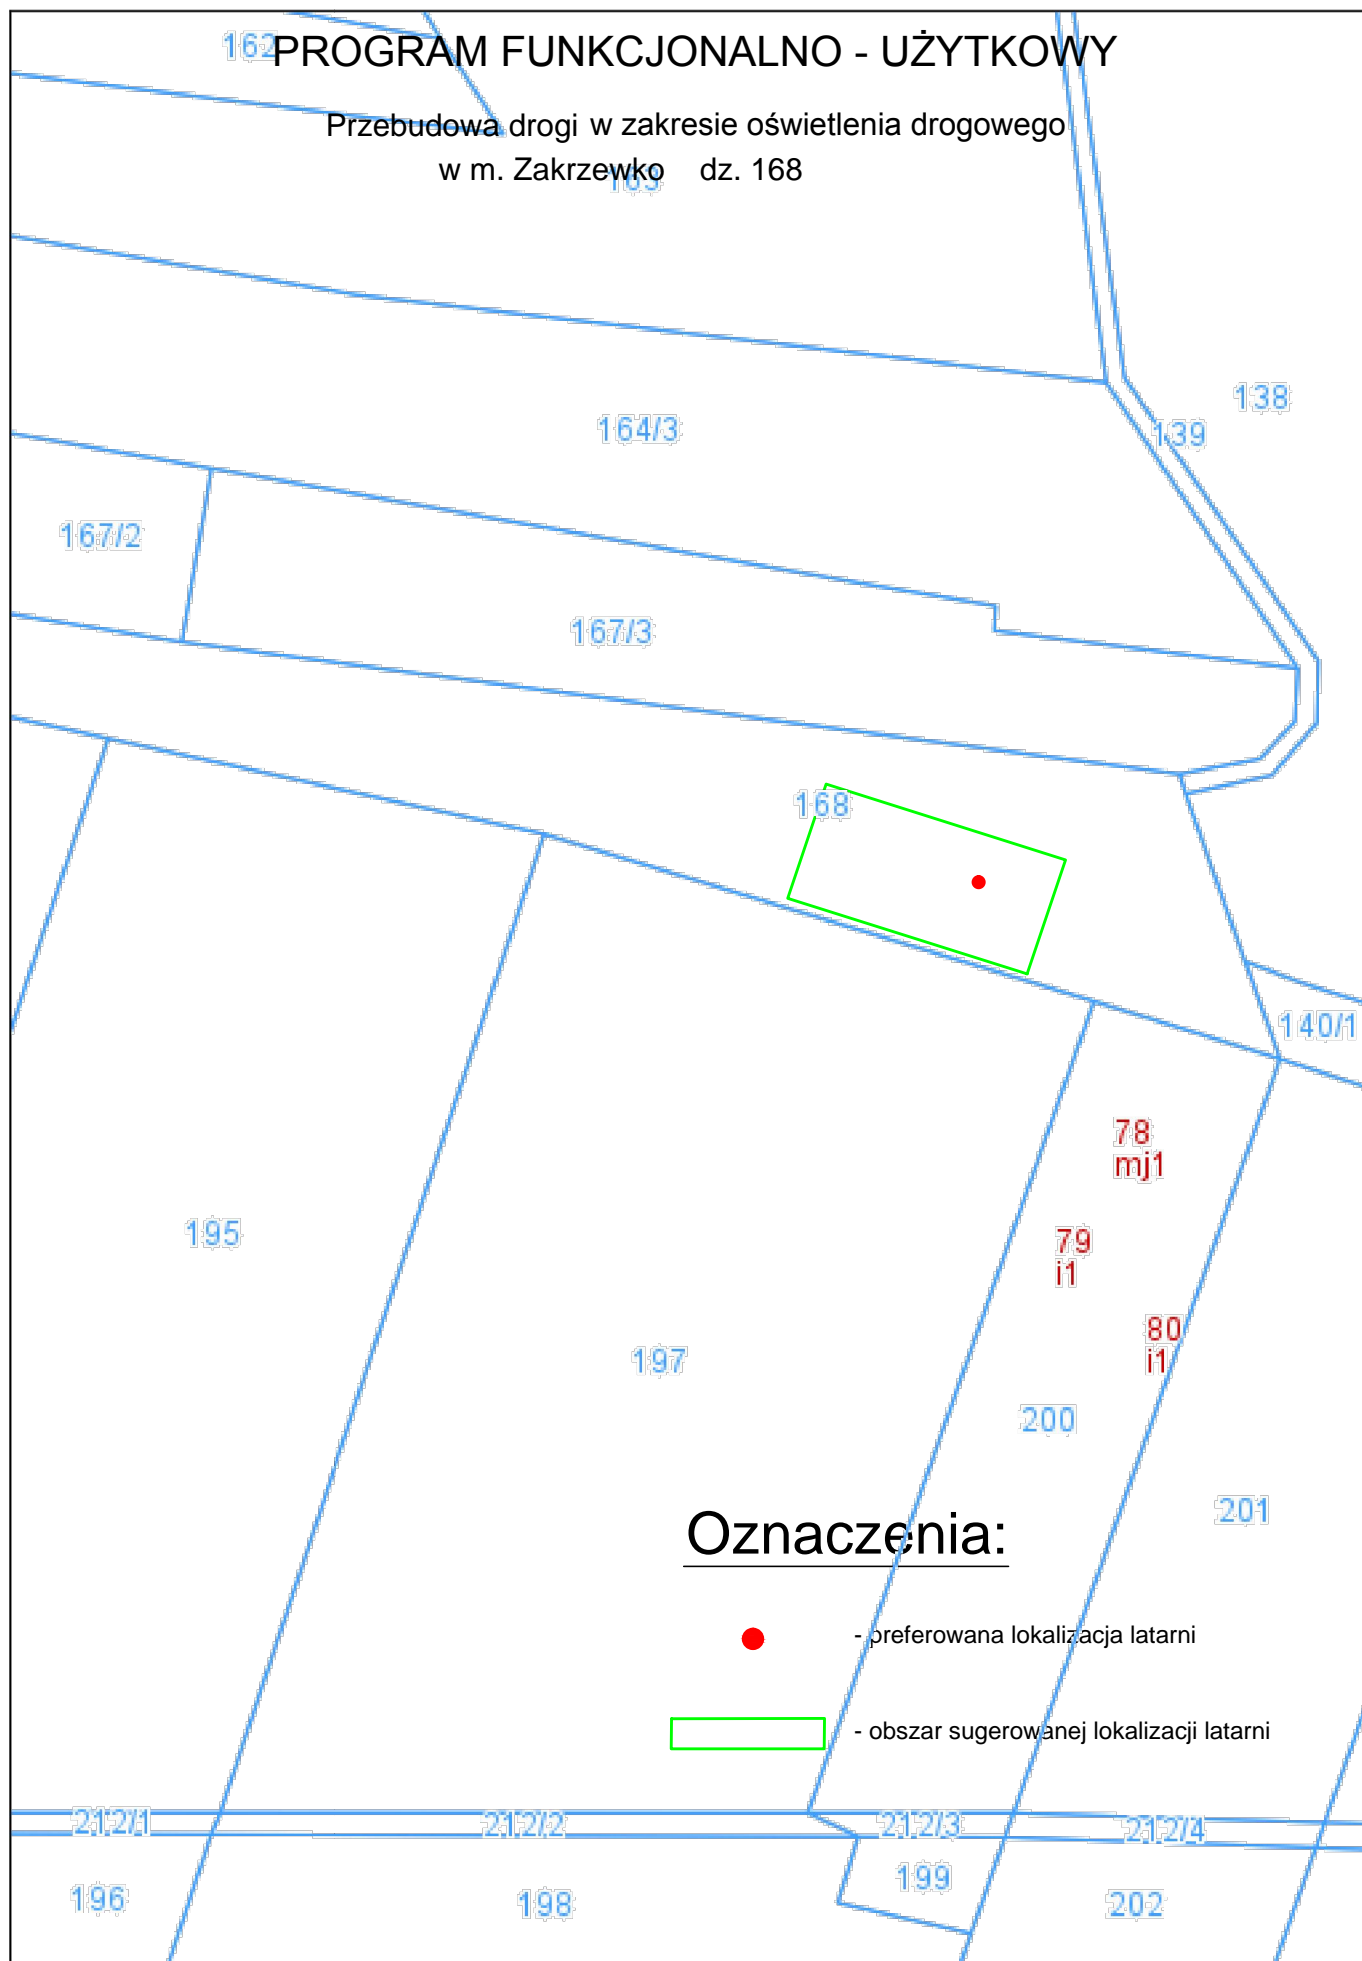 162
PROGRAM FUNKCJONALNO - UŻYTKOWY
Przebudowa drogi w zakresie oświetlenia drogowego
w m. Zakrzewko dz. 168
163
138
139
164/3
167/2
167/3
168
140/1
78
mj1
195
79
i1
80
i1
197
200
201
Oznaczenia:
- preferowana lokalizacja latarni
- obszar sugerowanej lokalizacji latarni
212/1
212/2
212/3
212/4
196
198
199
202